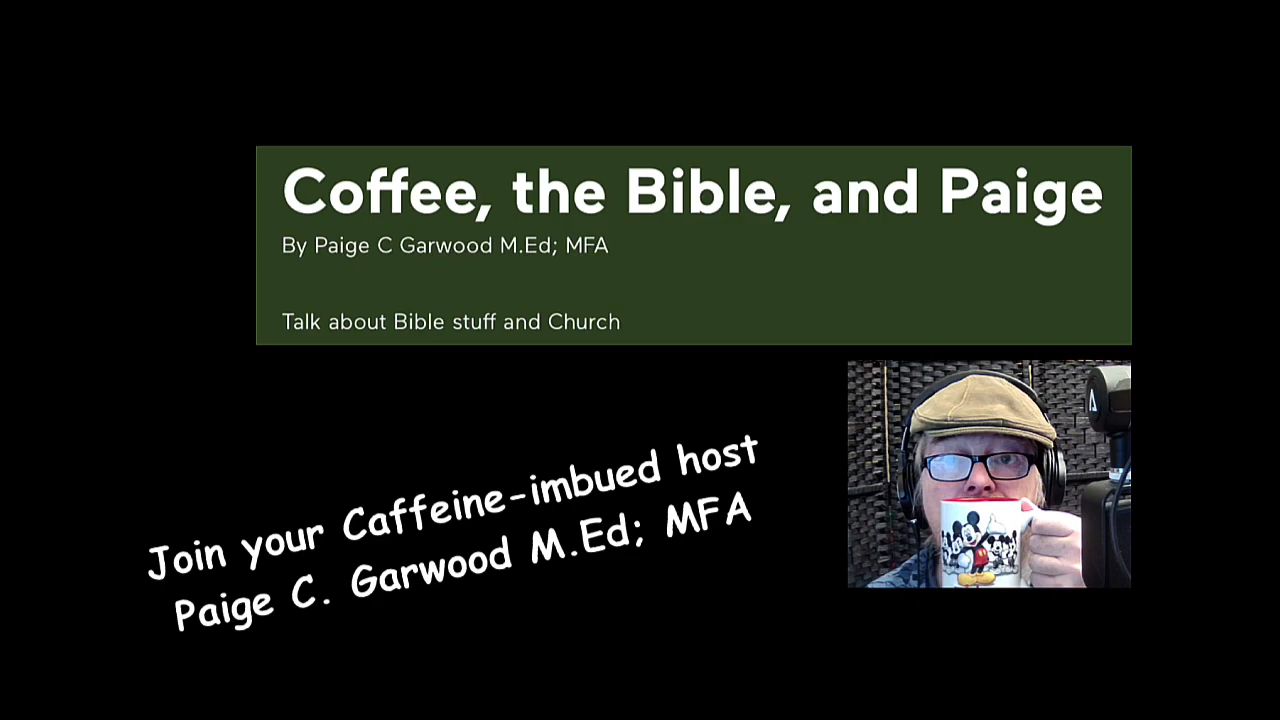 Coffee, the Bible, and Paige
By Paige C Garwood M.Ed; MFA
Talk about Bible stuff and Church
Join your Caffeine-imbued host
Paige C. Garwood M.Ed; MFA